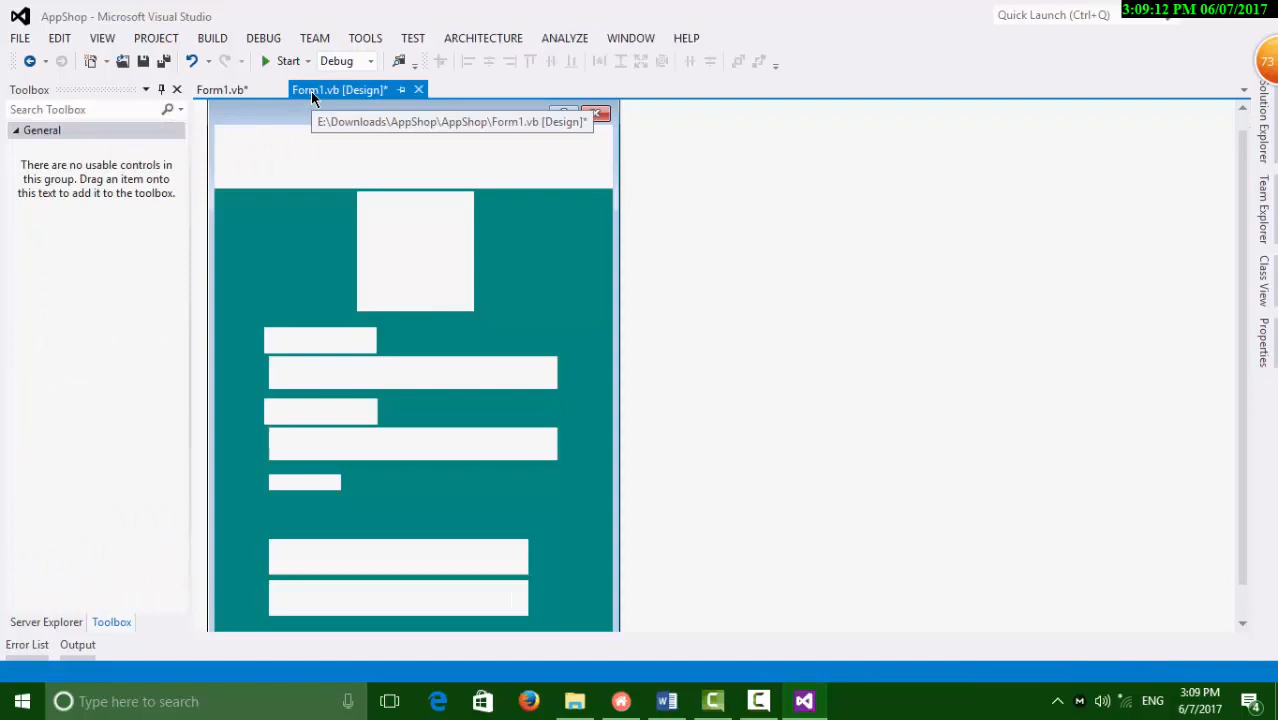 AppShop - Microsoft Visual Studio
Quick Launch (Ctrl+Q)
3:09:12 PM 06/07/2017
FILE EDIT VIEW PROJECT BUILD DEBUG TEAM TOOLS TEST ARCHITECTURE ANALYZE WINDOW HELP
Start Debug
73
Toolbox
Form1.vb* Form1.vb [Design]*
Search Toolbox
E:\Downloads\AppShop\AppShop\Form1.vb [Design]*
General
There are no usable controls in
this group. Drag an item onto
this text to add it to the toolbox.
Solution Explorer
Team Explorer
Class View
Properties
Server Explorer Toolbox
Error List Output
Type here to search
ENG
3:09 PM
6/7/2017
4